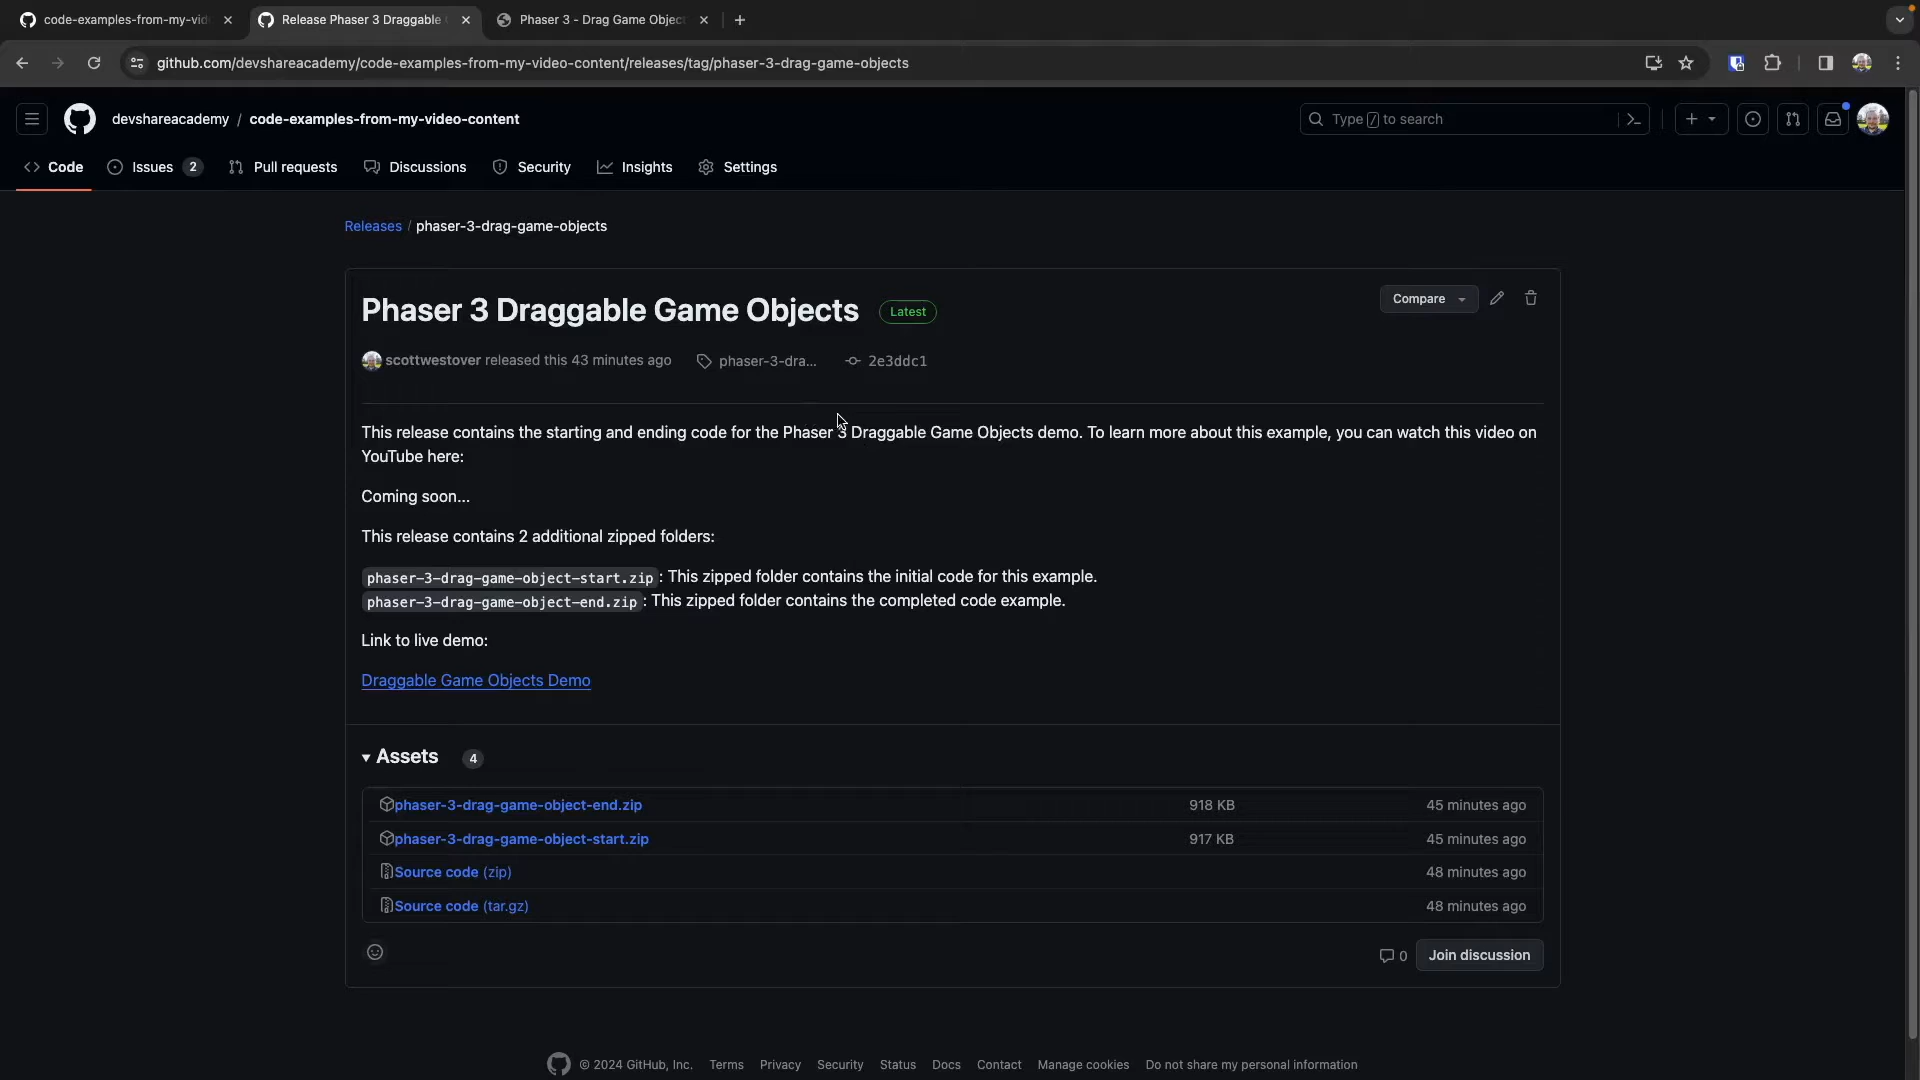 code-examples-from-my-vid
Release Phaser 3 Draggable
Phaser 3 - Drag Game Object
github.com/devshareacademy/code-examples-from-my-video-content/releases/tag/phaser-3-drag-game-objects
devshareacademy / code-examples-from-my-video-content
Type / to search
Code
Issues 2
Pull requests
Discussions
Security
Insights
Settings
Releases / phaser-3-drag-game-objects
Phaser 3 Draggable Game Objects Latest
Compare
scottwestover released this 43 minutes ago phaser-3-dra... 2e3ddc1
This release contains the starting and ending code for the Phaser 3 Draggable Game Objects demo. To learn more about this example, you can watch this video on
YouTube here:
Coming soon...
This release contains 2 additional zipped folders:
phaser-3-drag-game-object-start.zip : This zipped folder contains the initial code for this example.
phaser-3-drag-game-object-end.zip : This zipped folder contains the completed code example.
Link to live demo:
Draggable Game Objects Demo
Assets 4
phaser-3-drag-game-object-end.zip 918 KB 45 minutes ago
phaser-3-drag-game-object-start.zip 917 KB 45 minutes ago
Source code (zip) 48 minutes ago
Source code (tar.gz) 48 minutes ago
0 Join discussion
© 2024 GitHub, Inc. Terms Privacy Security Status Docs Contact Manage cookies Do not share my personal information